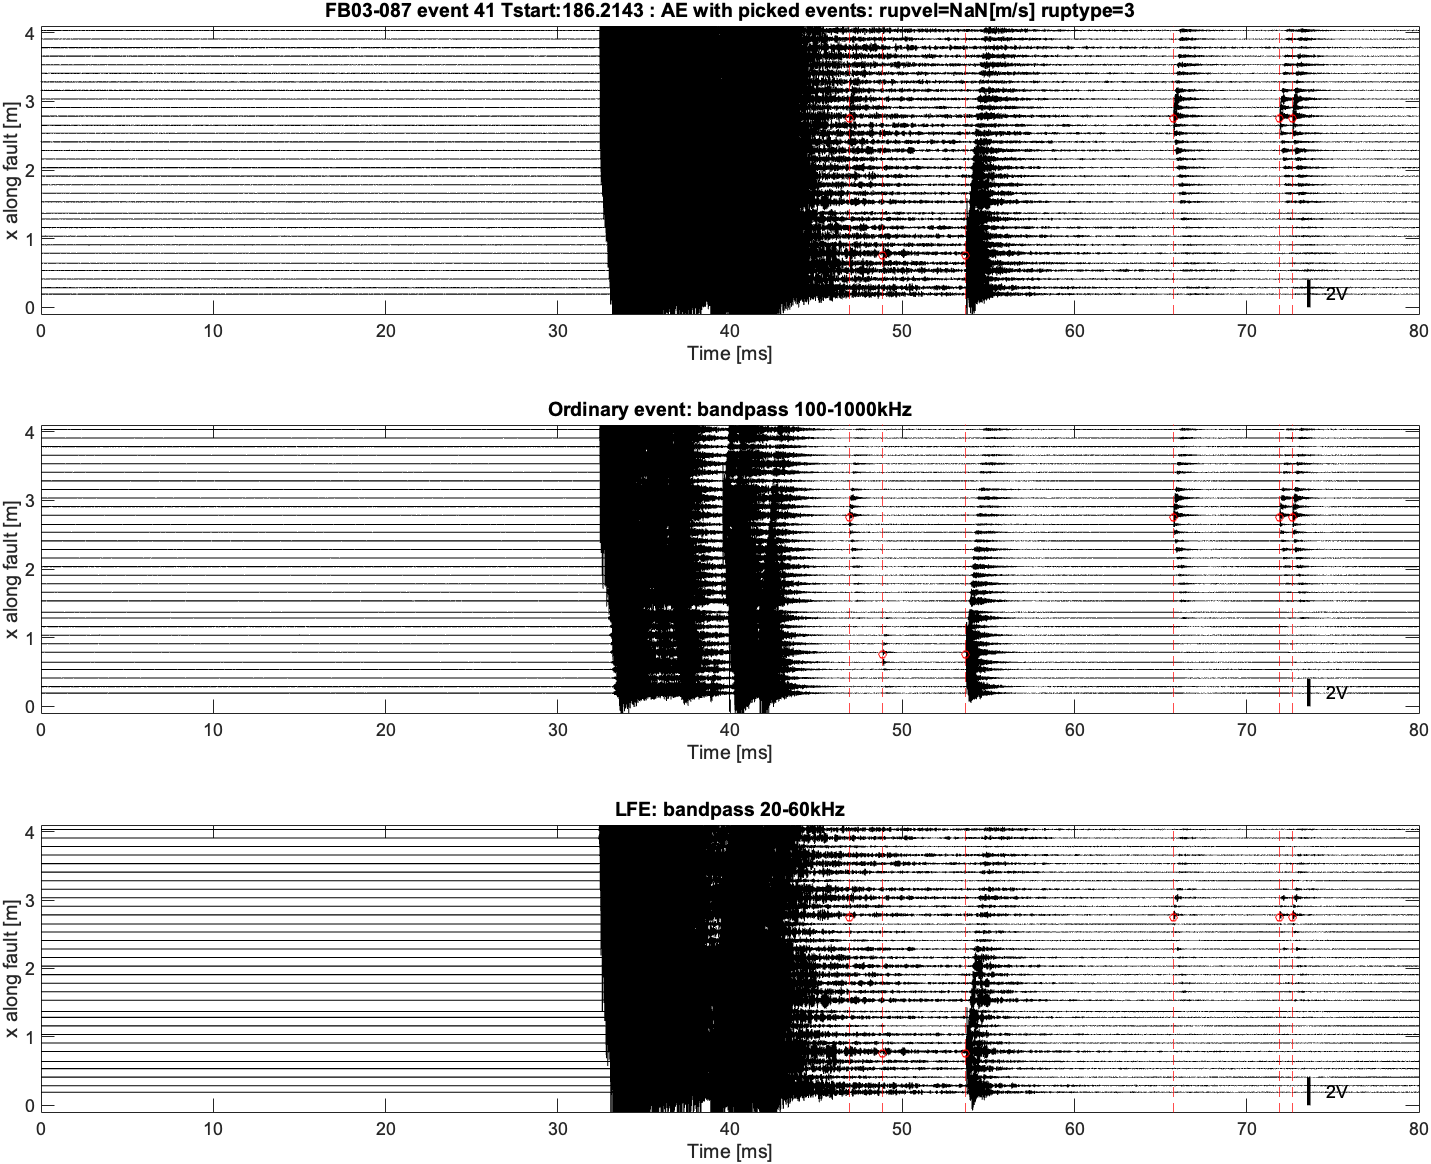 FB03-087 event 41 Tstart:186.2143 : AE with picked events: rupvel=NaN[m/s] ruptype=3
4
3
2
1
0
x along fault [m]
2V
0 10 20 30 40 50 60 70 80
Time [ms]
Ordinary event: bandpass 100-1000kHz
4
3
2
1
0
x along fault [m]
2V
0 10 20 30 40 50 60 70 80
Time [ms]
LFE: bandpass 20-60kHz
4
3
2
1
0
x along fault [m]
2V
0 10 20 30 40 50 60 70 80
Time [ms]